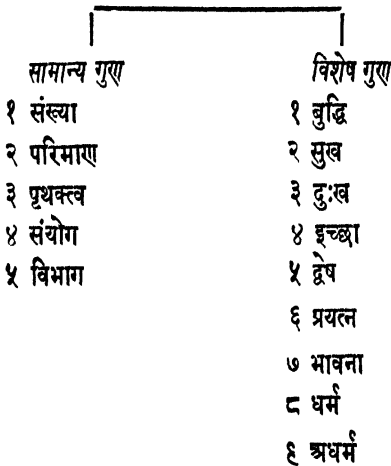 सामान्य गुण
१ संख्या
२ परिमाण
३ पृथक्त्व
४ संयोग
५ विभाग
विशेष गुण
१ बुद्धि
२ सुख
३ दुःख
४ इच्छा
५ द्वेष
६ प्रयत्न
७ भावना
८ धर्म
९ अधर्म